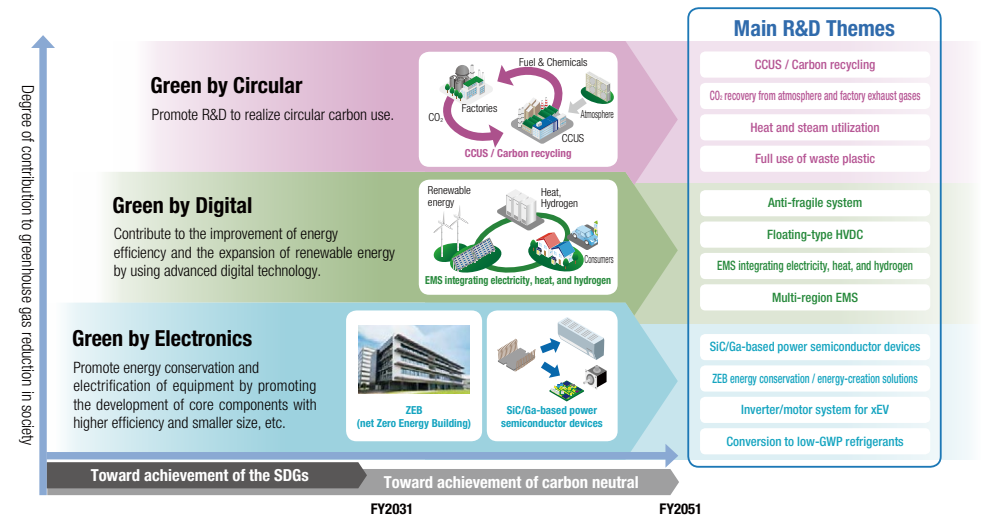 Degree of contribution to greenhouse gas reduction in society
Green by Circular
Promote R&D to realize circular carbon use.
Fuel & Chemicals
Factories
CO₂
Atmosphere
CCUS
CCUS / Carbon recycling
Green by Digital
Contribute to the improvement of energy
efficiency and the expansion of renewable energy
by using advanced digital technology.
Renewable
energy
Heat,
Hydrogen
Consumers
EMS integrating electricity, heat, and hydrogen
Green by Electronics
Promote energy conservation and
electrification of equipment by promoting
the development of core components with
higher efficiency and smaller size, etc.
ZEB
(net Zero Energy Building)
SiC/Ga-based power
semiconductor devices
Main R&D Themes
CCUS / Carbon recycling
CO₂ recovery from atmosphere and factory exhaust gases
Heat and steam utilization
Full use of waste plastic
Anti-fragile system
Floating-type HVDC
EMS integrating electricity, heat, and hydrogen
Multi-region EMS
SiC/Ga-based power semiconductor devices
ZEB energy conservation / energy-creation solutions
Inverter/motor system for xEV
Conversion to low-GWP refrigerants
Toward achievement of the SDGs
Toward achievement of carbon neutral
FY2031
FY2051